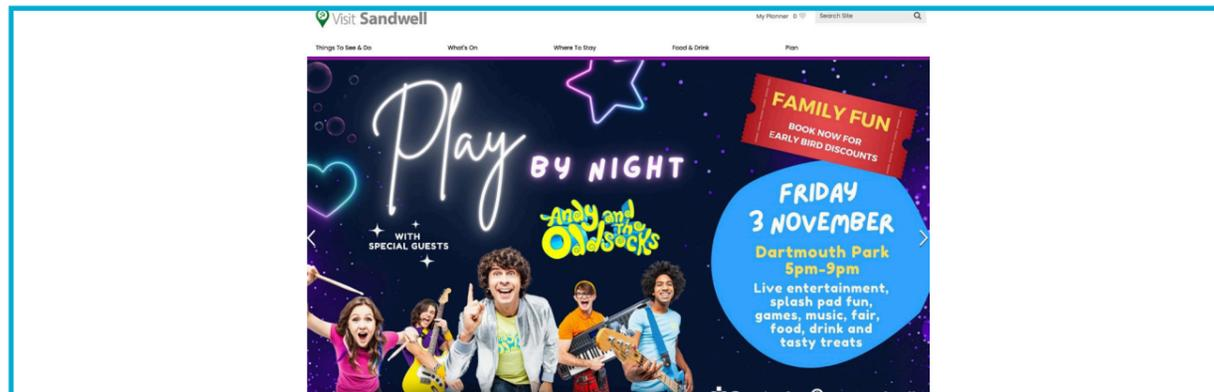 Visit Sandwell
My Planner 0
Search Site
Things To See & Do
What's On
Where To Stay
Food & Drink
Plan
Play
BY NIGHT
WITH
SPECIAL GUESTS
Andy and
The
Oddsocks
FAMILY FUN
BOOK NOW FOR
EARLY BIRD DISCOUNTS
FRIDAY
3 NOVEMBER
Dartmouth Park
5pm-9pm
Live entertainment,
splash pad fun,
games, music, fair,
food, drink and
tasty treats